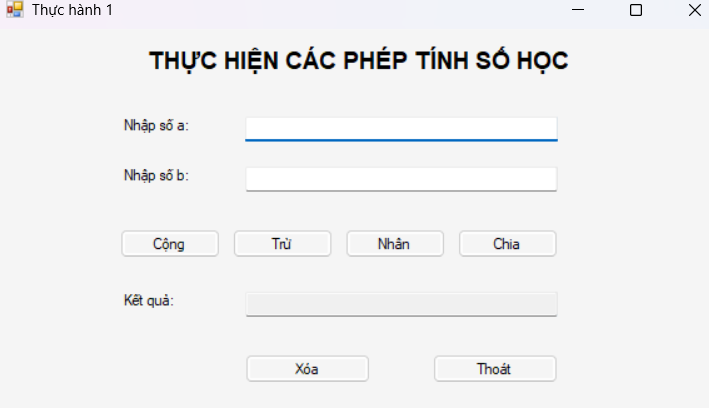 Thực hành 1
THỰC HIỆN CÁC PHÉP TÍNH SỐ HỌC
Nhập số a:
Nhập số b:
Cộng Trừ Nhân Chia
Kết quả:
Xóa Thoát